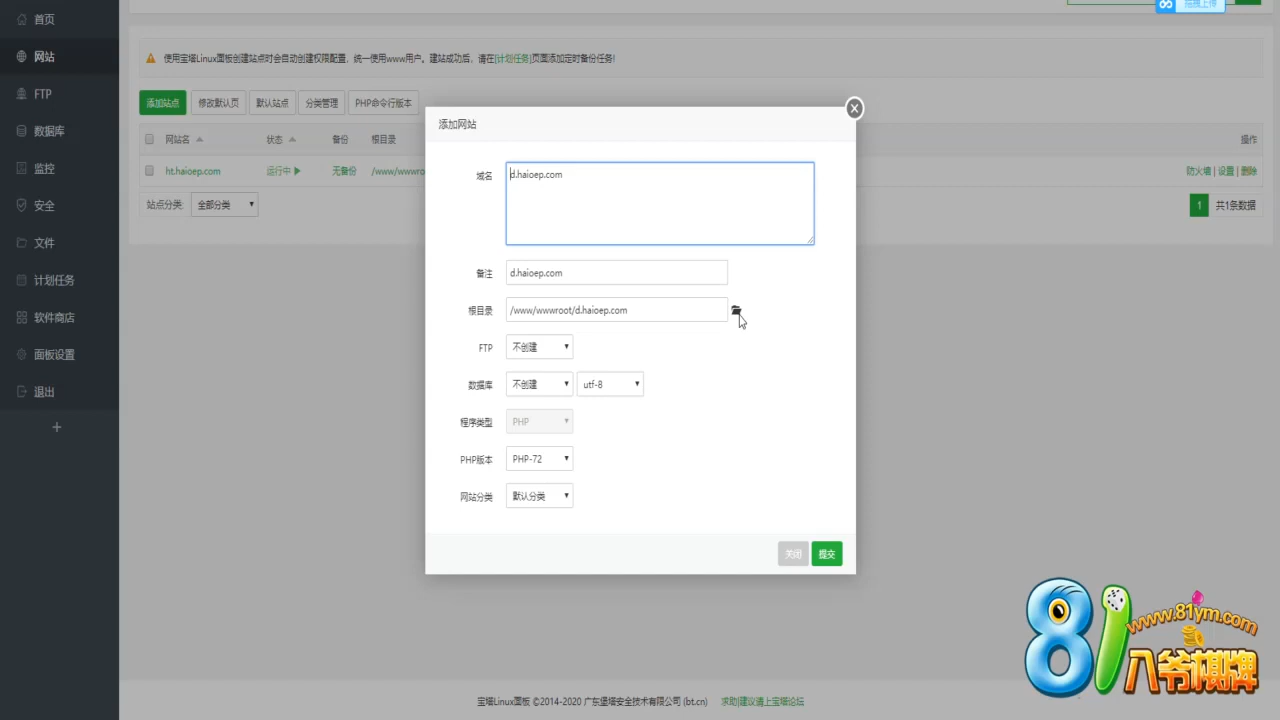 首页
拖拽上传
网站
使用宝塔Linux面板创建站点时会自动创建权限配置，统一使用www用户。建站成功后，请在[计划任务]页面添加定时备份任务!
FTP
添加站点 修改默认页 默认站点 分类管理 PHP命令行版本
添加网站
数据库
网站名 状态 备份 根目录 操作
监控
ht.haioep.com 运行中 无备份 /www/wwwro 防火墙 | 设置 | 删除
域名 d.haioep.com
安全
站点分类: 全部分类 1 共1条数据
文件
备注 d.haioep.com
计划任务
根目录 /www/wwwroot/d.haioep.com
软件商店
FTP 不创建
面板设置
数据库 不创建 utf-8
退出
程序类型 PHP
PHP版本 PHP-72
网站分类 默认分类
关闭 提交
81
www.81ym.com
八爷棋牌
宝塔Linux面板 ©2014-2020 广东堡塔安全技术有限公司 (bt.cn) 求助|建议请上宝塔论坛